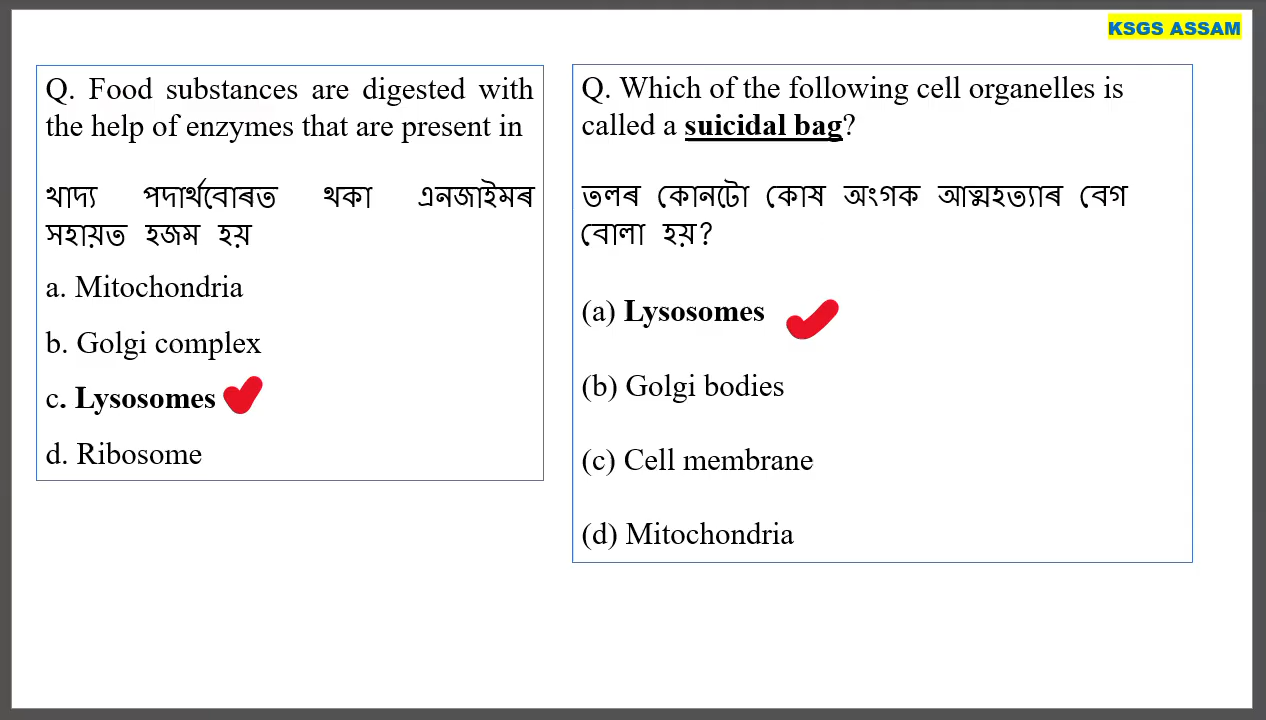 KSGS ASSAM
Q. Food substances are digested with
the help of enzymes that are present in
খাদ্য পদাৰ্থবোৰত থকা এনজাইমৰ
সহায়ত হজম হয়
a. Mitochondria
b. Golgi complex
c. Lysosomes
d. Ribosome
Q. Which of the following cell organelles is
called a suicidal bag?
তলৰ কোনটো কোষ অংগক আত্মহত্যাৰ বেগ
বোলা হয়?
(a) Lysosomes
(b) Golgi bodies
(c) Cell membrane
(d) Mitochondria